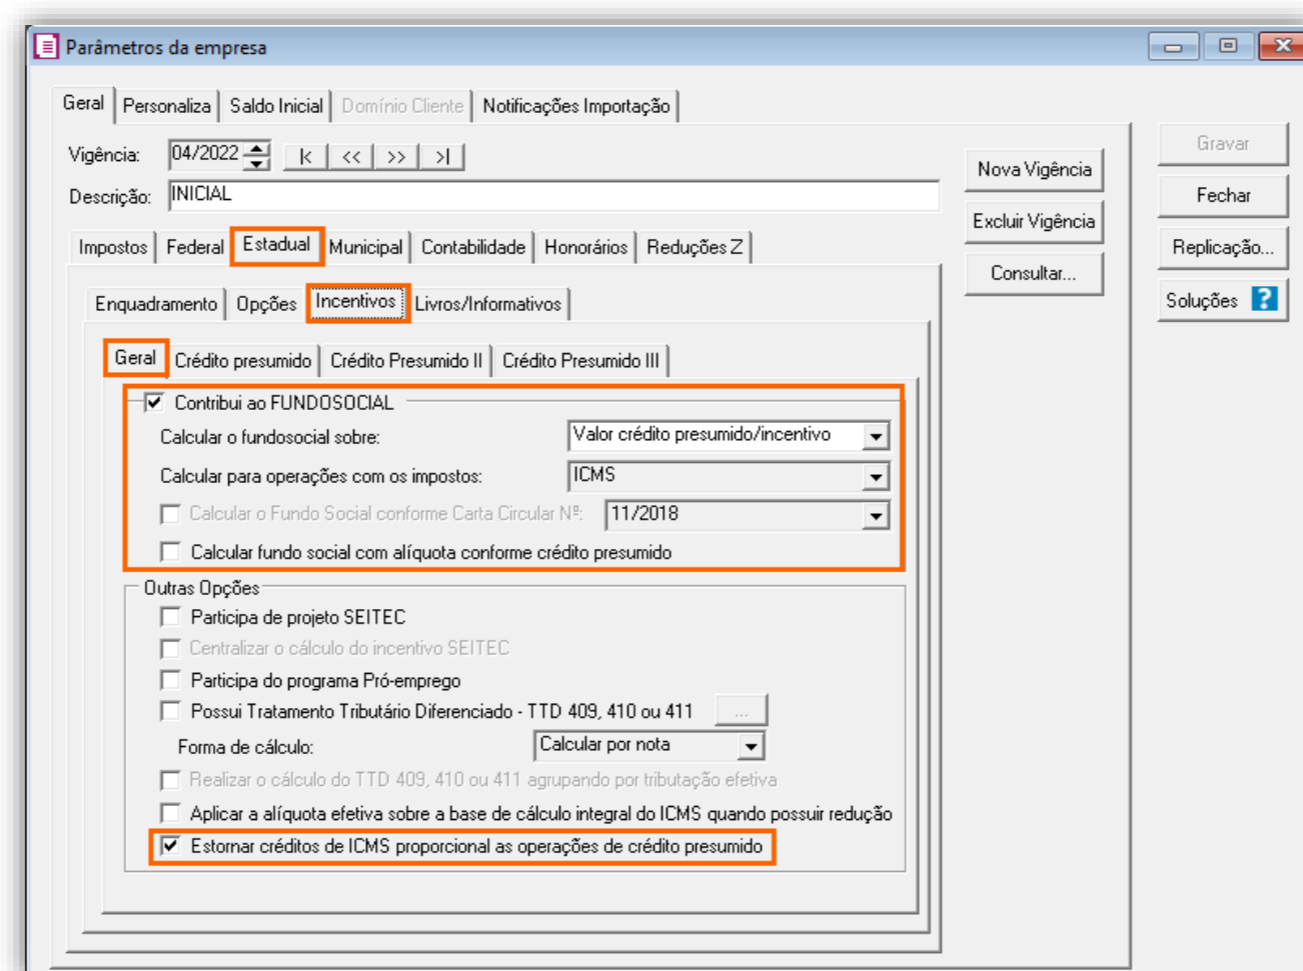 Parâmetros da empresa
Geral Personaliza Saldo Inicial Domínio Cliente Notificações Importação
Vigência: 04/2022 |< << >> >|
Descrição: INICIAL
Nova Vigência
Excluir Vigência
Consultar...
Gravar
Fechar
Replicação...
Soluções ?
Impostos Federal Estadual Municipal Contabilidade Honorários Reduções Z
Enquadramento Opções Incentivos Livros/Informativos
Geral Crédito presumido Crédito Presumido II Crédito Presumido III
Contribui ao FUNDOSOCIAL
Calcular o fundosocial sobre: Valor crédito presumido/incentivo
Calcular para operações com os impostos: ICMS
Calcular o Fundo Social conforme Carta Circular Nº: 11/2018
Calcular fundo social com alíquota conforme crédito presumido
Outras Opções
Participa de projeto SEITEC
Centralizar o cálculo do incentivo SEITEC
Participa do programa Pró-emprego
Possui Tratamento Tributário Diferenciado - TTD 409, 410 ou 411 ...
Forma de cálculo: Calcular por nota
Realizar o cálculo do TTD 409, 410 ou 411 agrupando por tributação efetiva
Aplicar a alíquota efetiva sobre a base de cálculo integral do ICMS quando possuir redução
Estornar créditos de ICMS proporcional as operações de crédito presumido